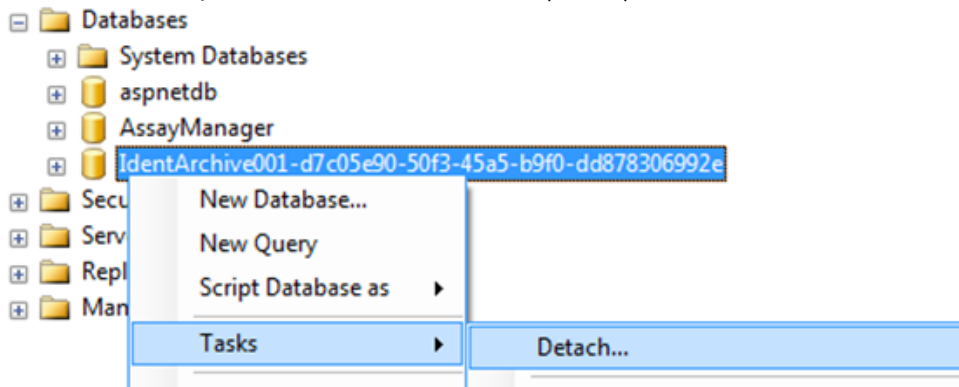 Databases
System Databases
aspnetdb
AssayManager
IdentArchive001-d7c05e90-50f3-45a5-b9f0-dd878306992e
Secu
New Database...
Serv
New Query
Repl
Script Database as
Man
Tasks
Detach...